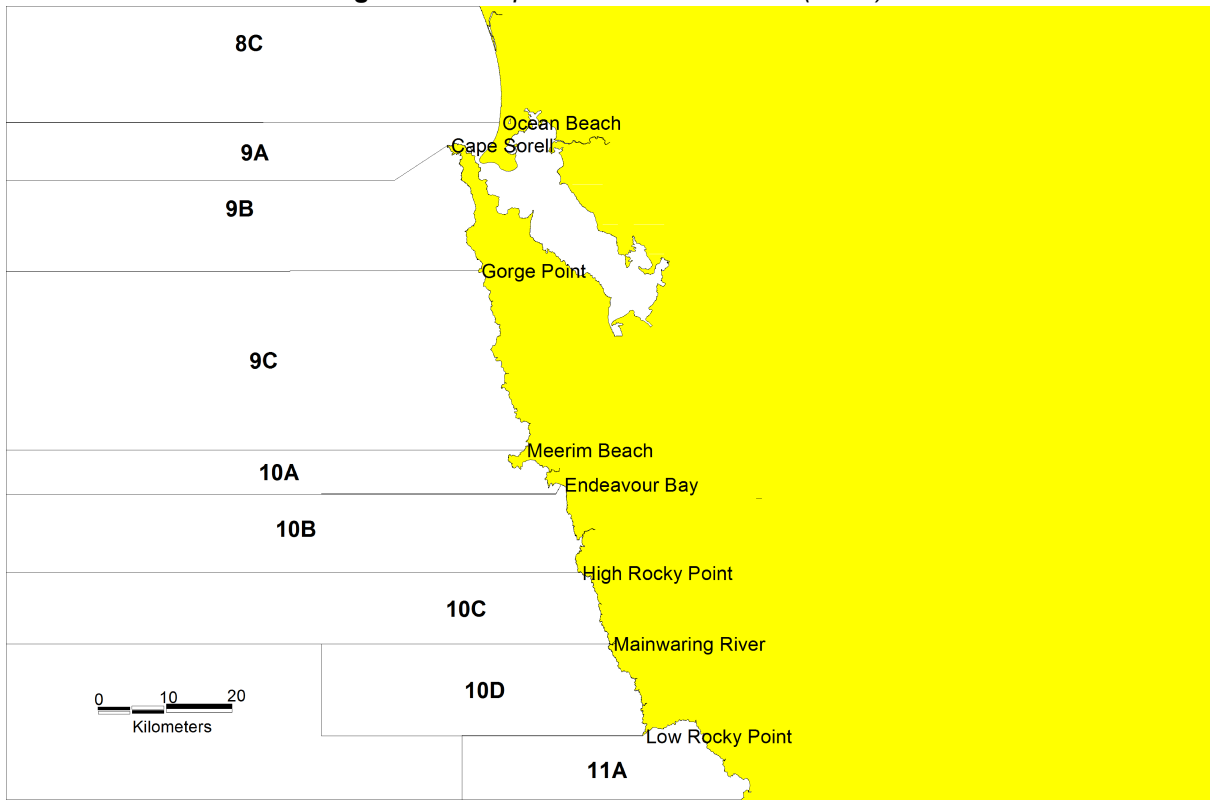 8C
Ocean Beach
Cape Sorell
9A
9B
Gorge Point
9C
Meerim Beach
10A
Endeavour Bay
10B
High Rocky Point
10C
Mainwaring River
10D
0 10 20
Kilometers
Low Rocky Point
11A